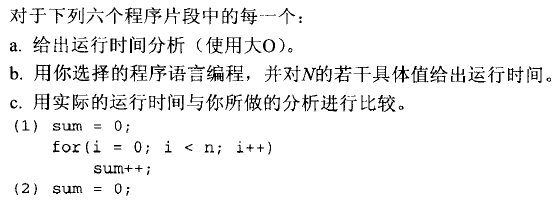 对于下列六个程序片段中的每一个：
a. 给出运行时间分析（使用大O）。
b. 用你选择的程序语言编程，并对N的若干具体值给出运行时间。
c. 用实际的运行时间与你所做的分析进行比较。
(1) sum = 0;
for(i = 0; i < n; i++)
sum++;
(2) sum = 0;